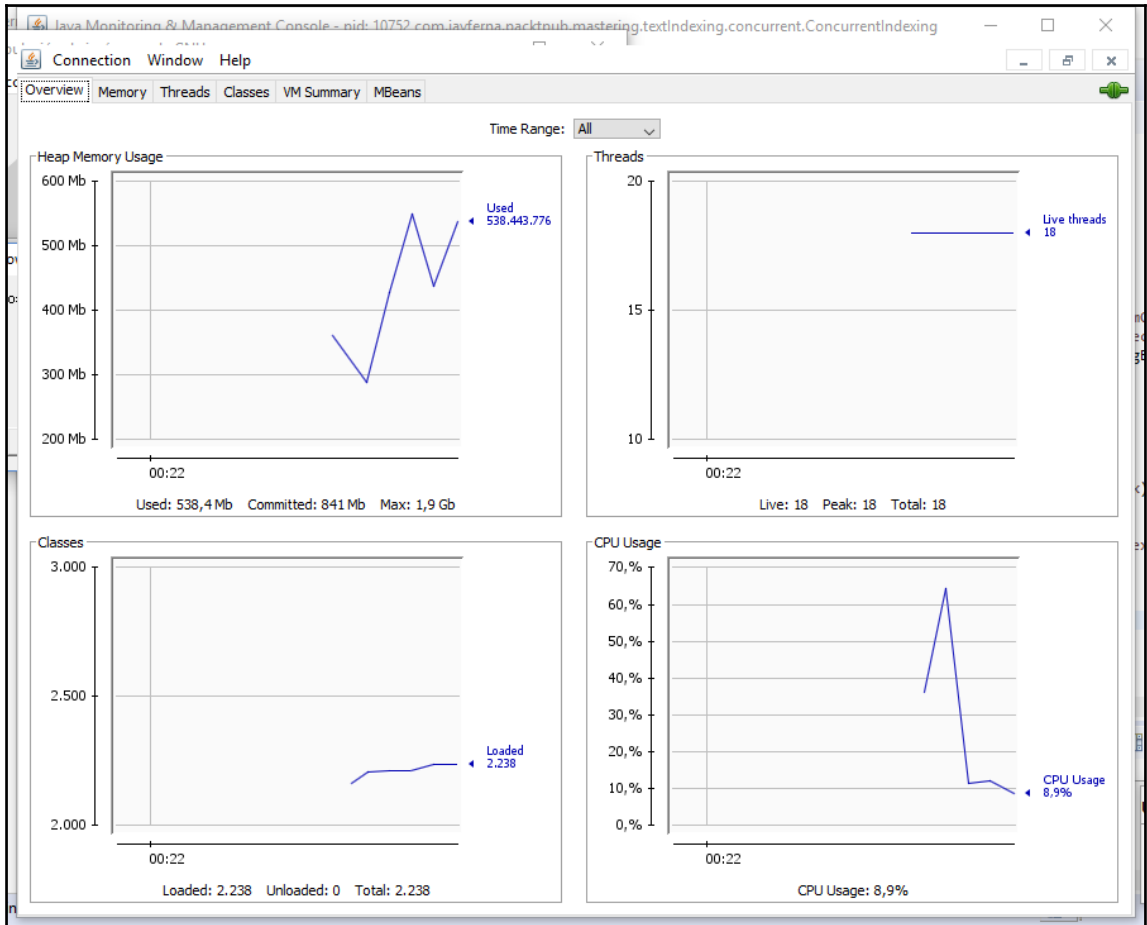 Java Monitoring & Management Console - pid: 10752 com.javferna.packtpub.mastering.textIndexing.concurrent.ConcurrentIndexing
Connection Window Help
Overview Memory Threads Classes VM Summary MBeans
Time Range: All
Heap Memory Usage
600 Mb
500 Mb
400 Mb
300 Mb
200 Mb
Used
538.443.776
00:22
Used: 538,4 Mb Committed: 841 Mb Max: 1,9 Gb
Threads
20
15
10
Live threads
18
00:22
Live: 18 Peak: 18 Total: 18
Classes
3.000
2.500
2.000
Loaded
2.238
00:22
Loaded: 2.238 Unloaded: 0 Total: 2.238
CPU Usage
70,%
60,%
50,%
40,%
30,%
20,%
10,%
0,%
CPU Usage
8,9%
00:22
CPU Usage: 8,9%